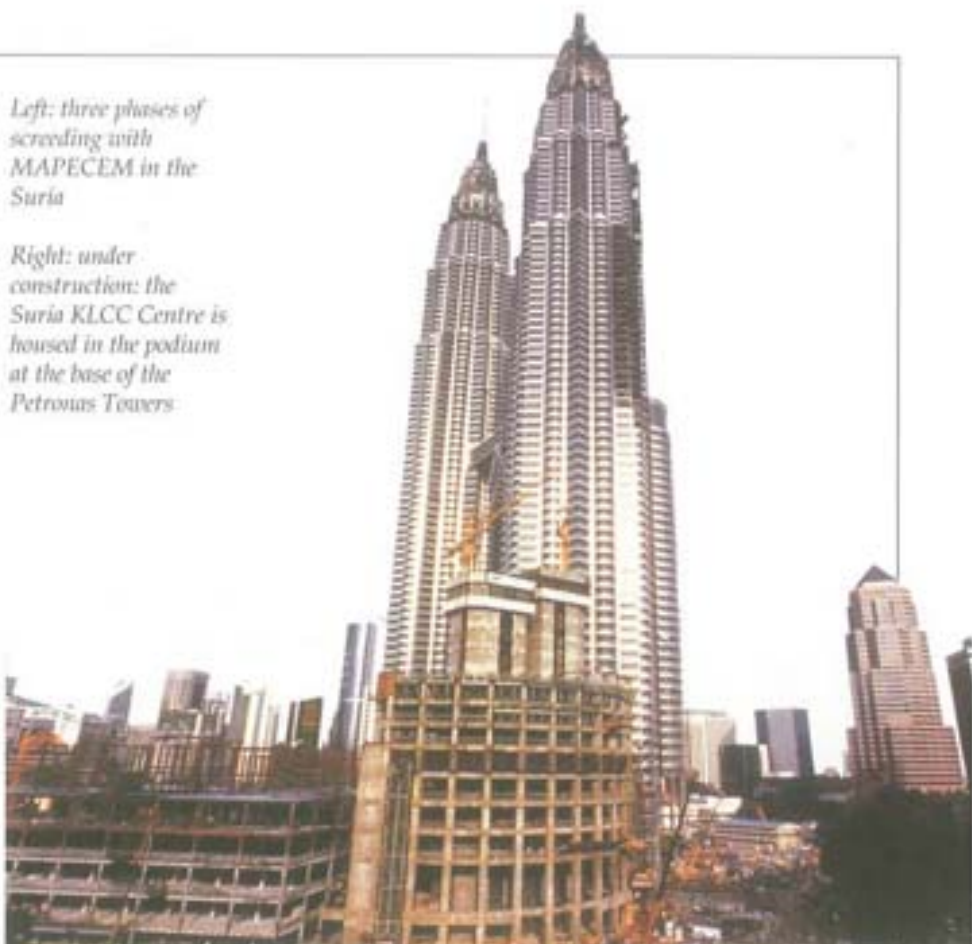 Left: three phases of
screeding with
MAPECEM in the
Suria
Right: under
construction: the
Suria KLCC Centre is
housed in the podium
at the base of the
Petronas Towers